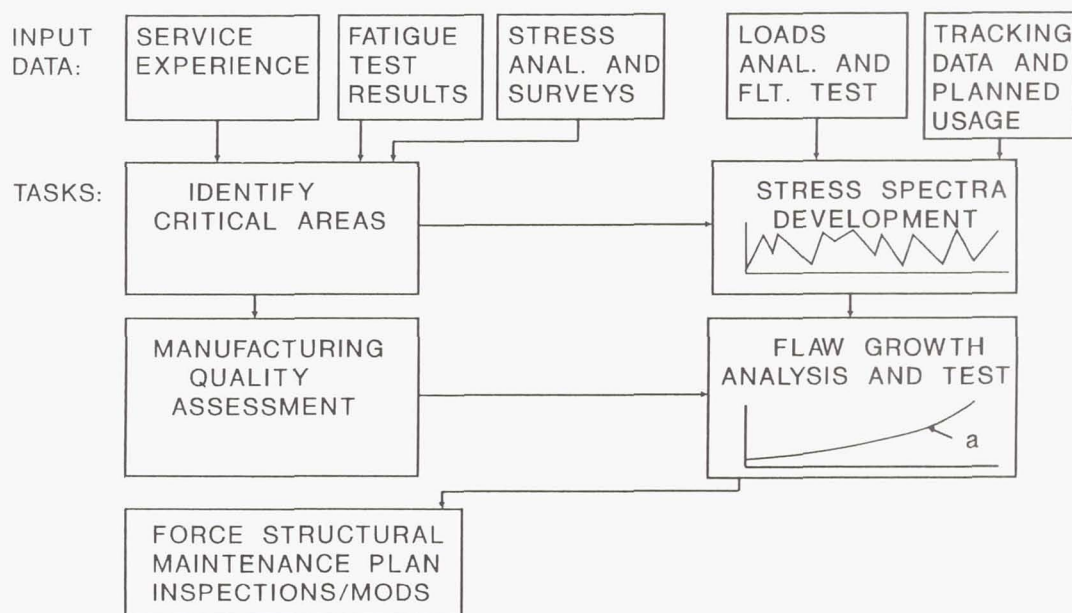 INPUT
DATA:
SERVICE
EXPERIENCE
FATIGUE
TEST
RESULTS
STRESS
ANAL. AND
SURVEYS
LOADS
ANAL. AND
FLT. TEST
TRACKING
DATA AND
PLANNED
USAGE
TASKS:
IDENTIFY
CRITICAL AREAS
STRESS SPECTRA
DEVELOPMENT
MANUFACTURING
QUALITY
ASSESSMENT
FLAW GROWTH
ANALYSIS AND TEST
a
FORCE STRUCTURAL
MAINTENANCE PLAN
INSPECTIONS/MODS